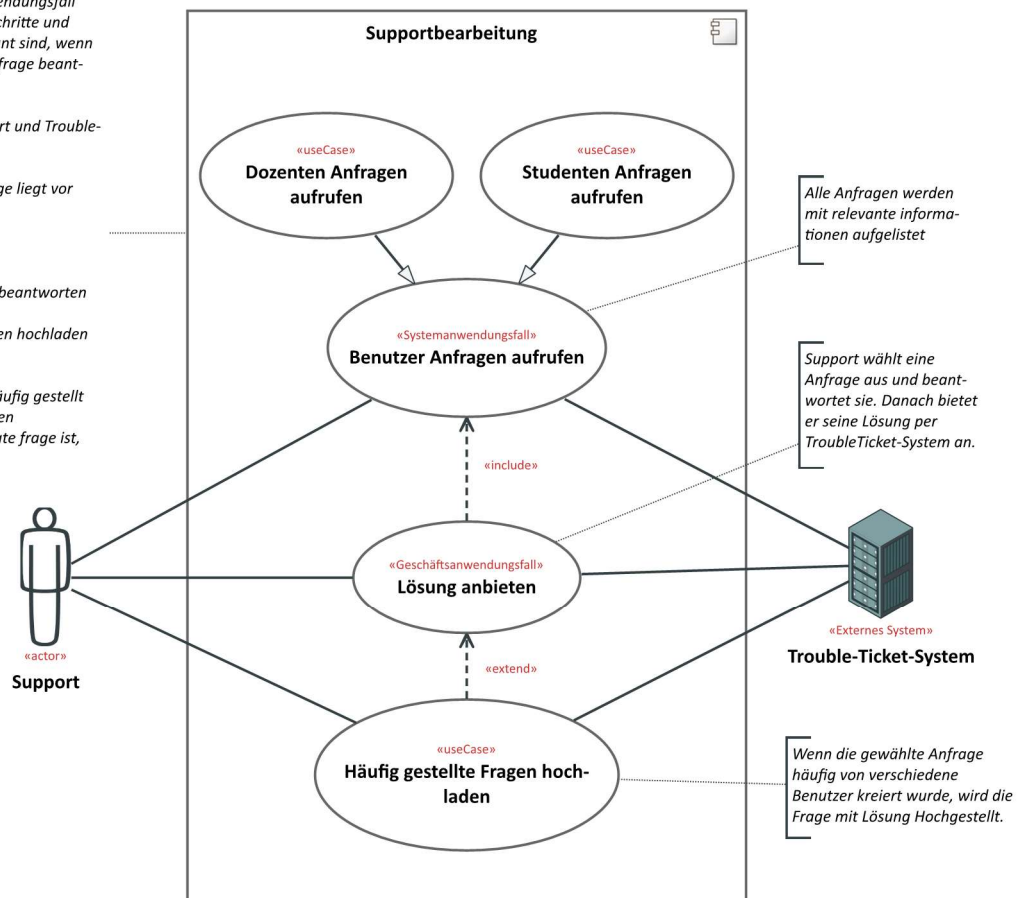 endungsfall
chritte und
nt sind, wenn
frage beant-
rt und Trouble-
ge liegt vor
beantworten
en hochladen
äufig gestellt
en
te frage ist,
Supportbearbeitung
«useCase»
Dozenten Anfragen
aufrufen
«useCase»
Studenten Anfragen
aufrufen
Alle Anfragen werden
mit relevante informa-
tionen aufgelistet
«Systemanwendungsfall»
Benutzer Anfragen aufrufen
Support wählt eine
Anfrage aus und beant-
wortet sie. Danach bietet
er seine Lösung per
TroubleTicket-System an.
«include»
«Geschäftsanwendungsfall»
Lösung anbieten
«actor»
Support
«Externes System»
Trouble-Ticket-System
«extend»
«useCase»
Häufig gestellte Fragen hoch-
laden
Wenn die gewählte Anfrage
häufig von verschiedene
Benutzer kreiert wurde, wird die
Frage mit Lösung Hochgestellt.